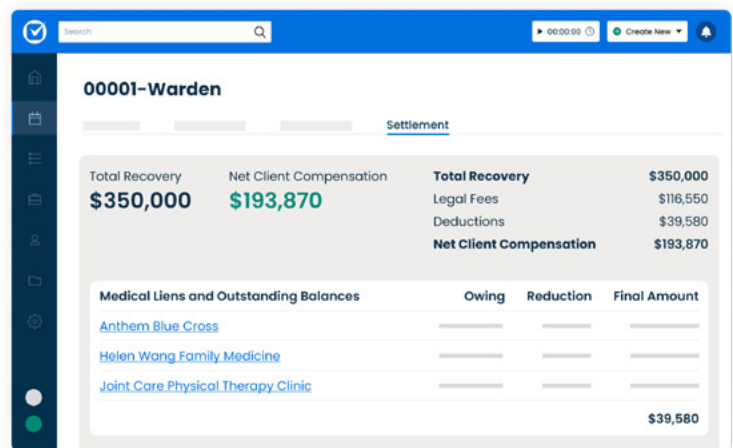 Search
00:00:00
Create New
00001-Warden
Settlement
Total Recovery
$350,000
Net Client Compensation
$193,870
Total Recovery $350,000
Legal Fees $116,550
Deductions $39,580
Net Client Compensation $193,870
Medical Liens and Outstanding Balances Owing Reduction Final Amount
Anthem Blue Cross
Helen Wang Family Medicine
Joint Care Physical Therapy Clinic
$39,580